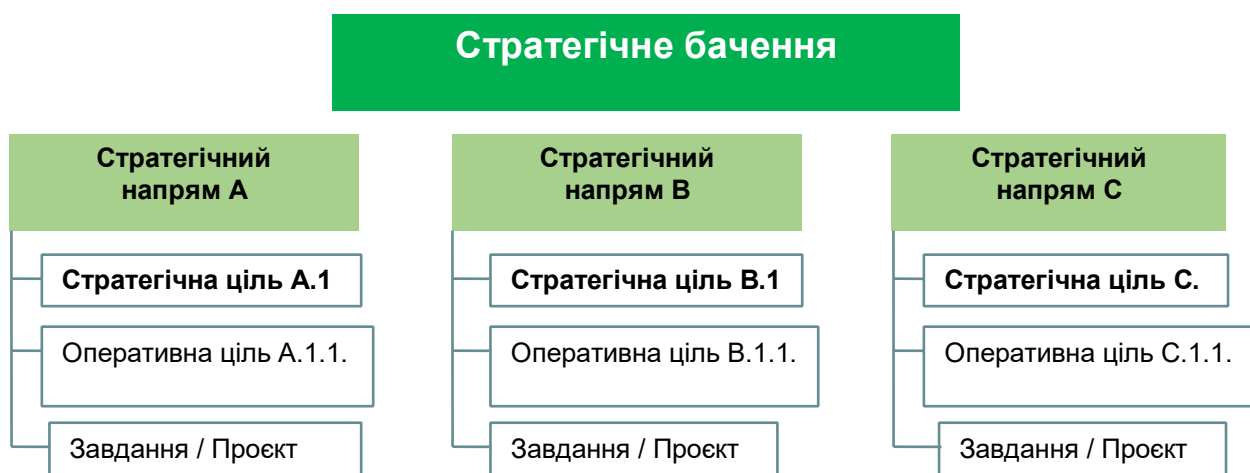 Стратегічне бачення
Стратегічний
напрям А
Стратегічна ціль А.1
Оперативна ціль А.1.1.
Завдання / Проєкт
Стратегічний
напрям В
Стратегічна ціль В.1
Оперативна ціль В.1.1.
Завдання / Проєкт
Стратегічний
напрям С
Стратегічна ціль С.
Оперативна ціль С.1.1.
Завдання / Проєкт